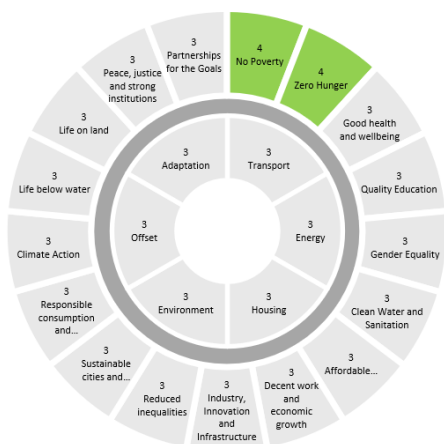 4
No Poverty
4
Zero Hunger
3
Good health
and wellbeing
3
Quality Education
3
Gender Equality
3
Clean Water and
Sanitation
3
Affordable...
3
Decent work
and
economic
growth
3
Industry,
Innovation
and
Infrastructure
3
Reduced
inequalities
3
Sustainable
cities and...
3
Responsible
consumption
and...
3
Climate Action
3
Life below water
3
Life on land
3
Peace, justice
and strong
institutions
3
Partnerships
for the Goals
3
Transport
3
Energy
3
Housing
3
Environment
3
Offset
3
Adaptation